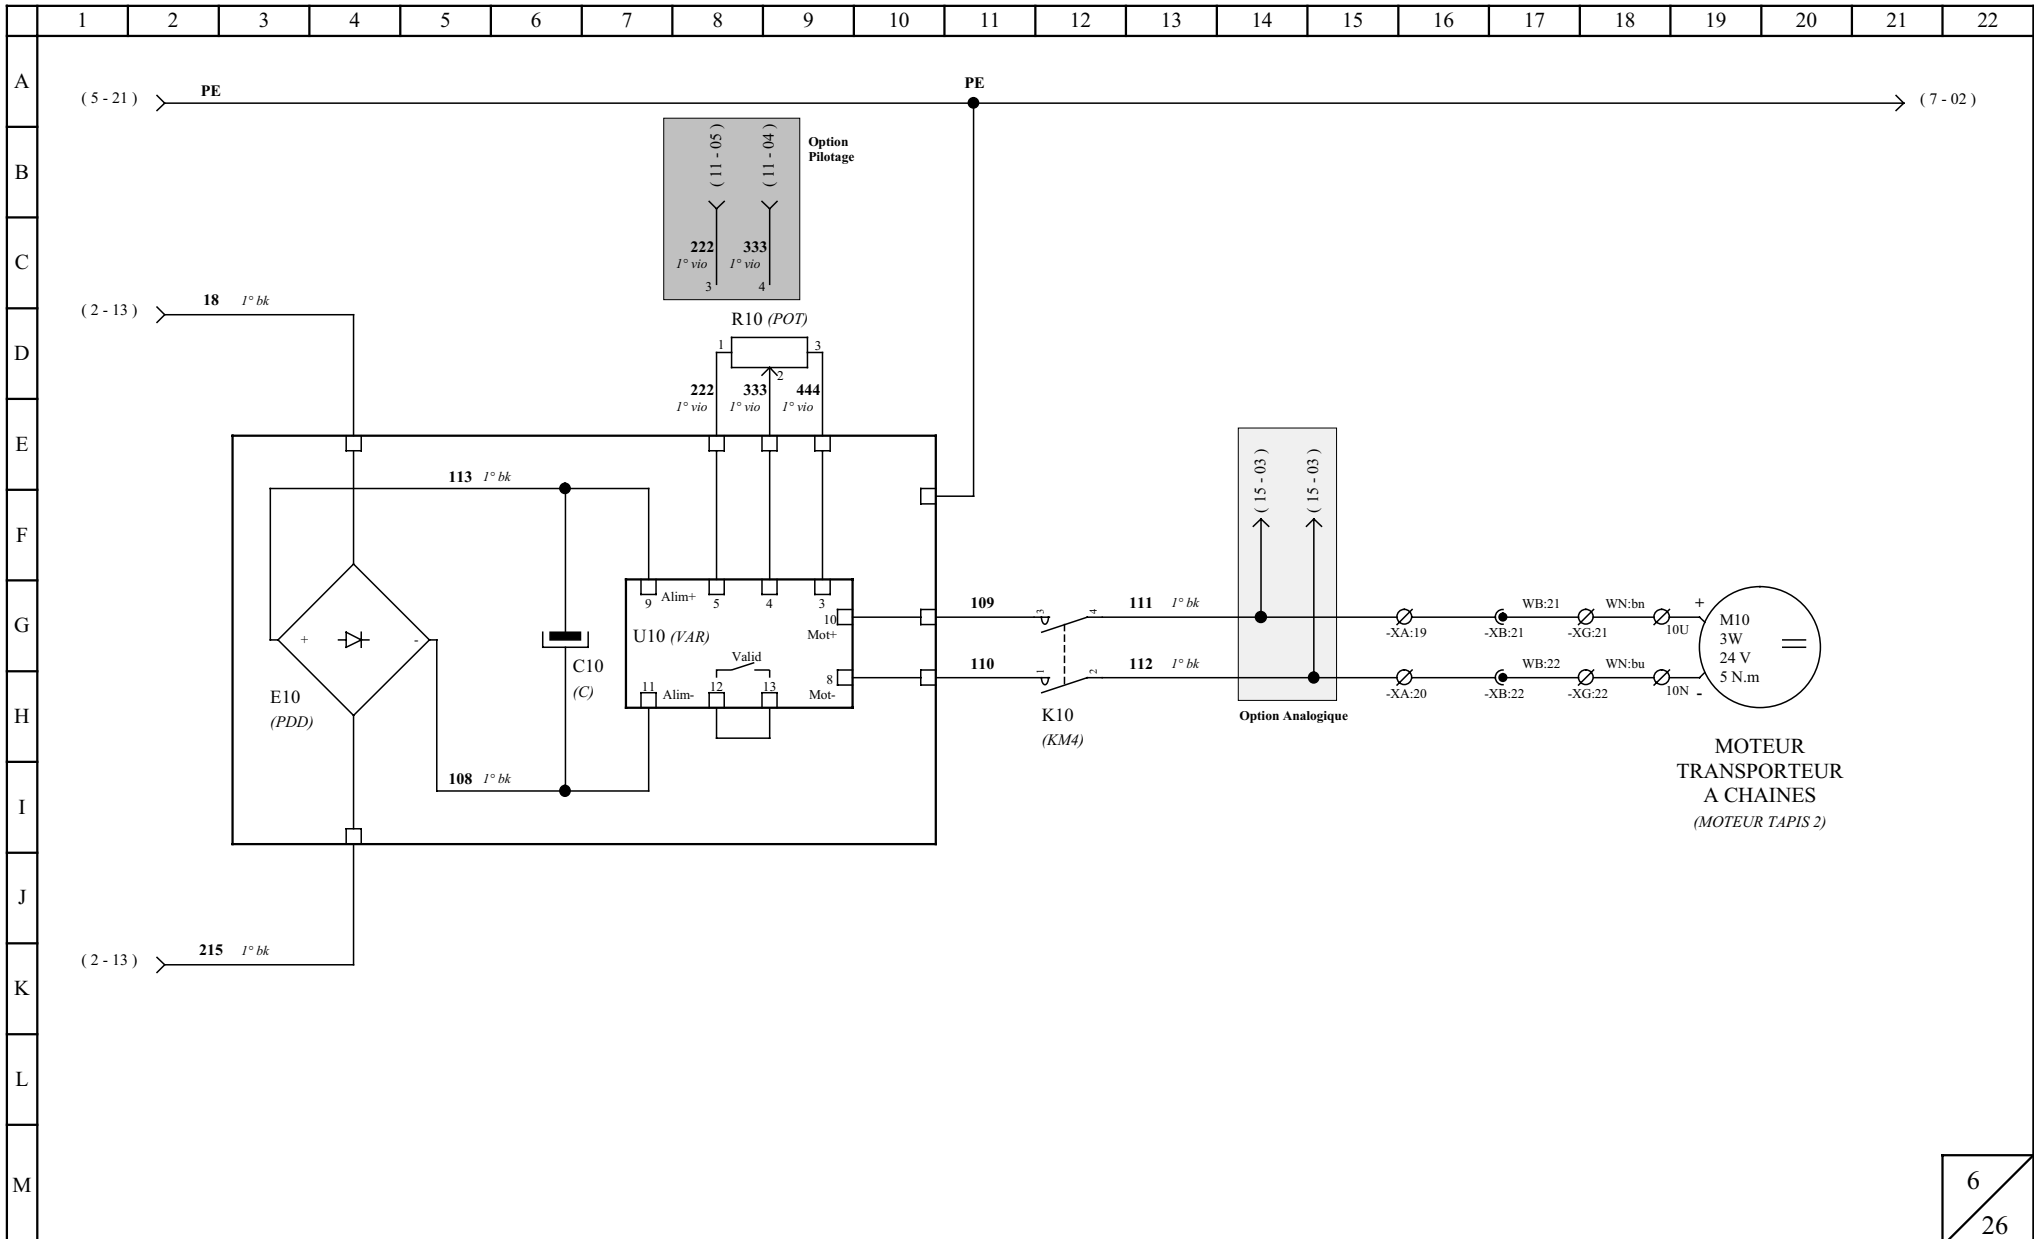 1 2 3 4 5 6 7 8 9 10 11 12 13 14 15 16 17 18 19 20 21 22
A
( 5 - 21 )
PE
PE
( 7 - 02 )
B
( 11 - 05 )
( 11 - 04 )
Option
Pilotage
C
222 333
1° vio 1° vio
3 4
( 2 - 13 )
18 1° bk
R10 (POT)
D
1 3
2
222 333 444
1° vio 1° vio 1° vio
E
113 1° bk
( 15 - 03 )
( 15 - 03 )
F
9 Alim+ 5 4 3
10
Mot+
G
+ -
U10 (VAR)
Valid
11 Alim- 12 13
8
Mot-
C10
(C)
E10
(PDD)
109
3 4
111 1° bk
-XA:19
-XB:21
WB:21
-XG:21
WN:bn
10U
+
M10
3W
24 V
5 N.m
110
1 2
112 1° bk
-XA:20
-XB:22
WB:22
-XG:22
WN:bu
10N
-
H
K10
(KM4)
Option Analogique
MOTEUR
TRANSPORTEUR
A CHAINES
(MOTEUR TAPIS 2)
108 1° bk
I
J
( 2 - 13 )
215 1° bk
K
L
M
6
26